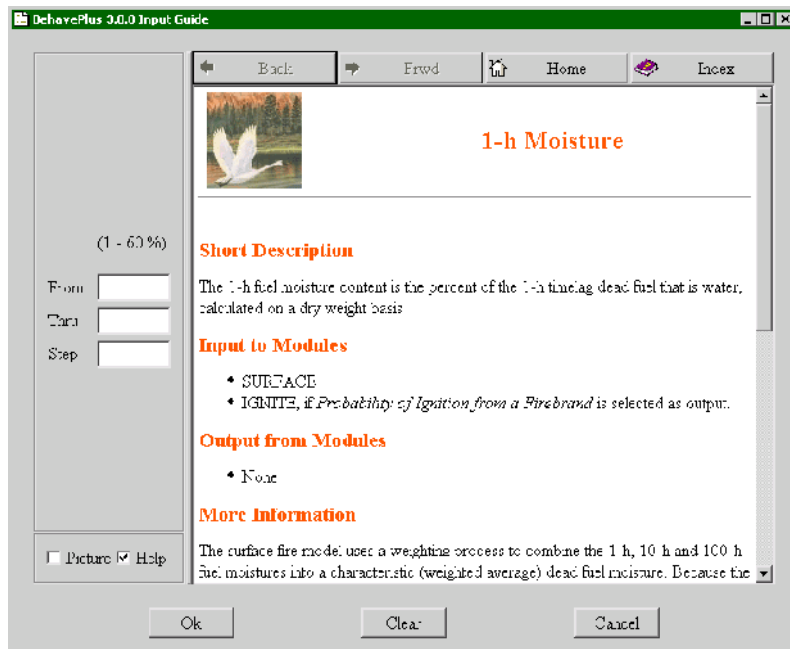 BehavePlus 3.0.0 Input Guide
Back Frwd Home Index
1-h Moisture
(1 - 60 %)
From
Thru
Step
Short Description
The 1-h fuel moisture content is the percent of the 1-h timelag dead fuel that is water,
calculated on a dry weight basis
Input to Modules
• SURFACE
• IGNITE, if Probability of Ignition from a Firebrand is selected as output.
Output from Modules
• None
More Information
The surface fire model uses a weighting process to combine the 1 h, 10 h and 100 h
fuel moistures into a characteristic (weighted average) dead fuel moisture. Because the
Picture Help
Ok Clear Cancel